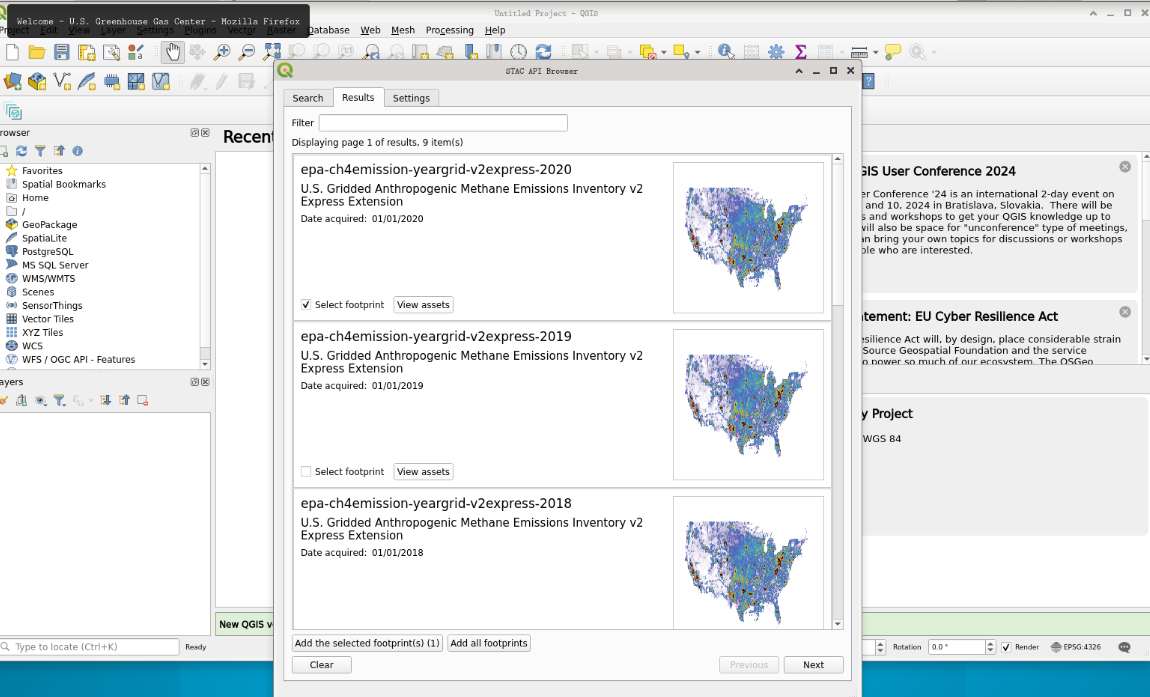 Welcome – U.S. Greenhouse Gas Center – Mozilla Firefox
Untitled Project - QGIS
Project Edit View Layer Settings Plugins Vector Raster Database Web Mesh Processing Help
STAC API Browser
Search Results Settings
Filter
Displaying page 1 of results, 9 item(s)
epa-ch4emission-yeargrid-v2express-2020
U.S. Gridded Anthropogenic Methane Emissions Inventory v2
Express Extension
Date acquired: 01/01/2020
Select footprint View assets
epa-ch4emission-yeargrid-v2express-2019
U.S. Gridded Anthropogenic Methane Emissions Inventory v2
Express Extension
Date acquired: 01/01/2019
Select footprint View assets
epa-ch4emission-yeargrid-v2express-2018
U.S. Gridded Anthropogenic Methane Emissions Inventory v2
Express Extension
Date acquired: 01/01/2018
Add the selected footprint(s) (1) Add all footprints
Clear Previous Next
rowser
Favorites
Spatial Bookmarks
Home
/
GeoPackage
SpatiaLite
PostgreSQL
MS SQL Server
WMS/WMTS
Scenes
SensorThings
Vector Tiles
XYZ Tiles
WCS
WFS / OGC API - Features
ayers
Recent
GIS User Conference 2024
er Conference '24 is an international 2-day event on
and 10, 2024 in Bratislava, Slovakia. There will be
s and workshops to get your QGIS knowledge up to
will also be space for "unconference" type of meetings,
an bring your own topics for discussions or workshops
ple who are interested.
tement: EU Cyber Resilience Act
esilience Act will, by design, place considerable strain
Source Geospatial Foundation and the service
power so much of our ecosystem. The OSGeo
y Project
WGS 84
New QGIS ve
Type to locate (Ctrl+K) Ready
Rotation 0.0 ° Render EPSG:4326